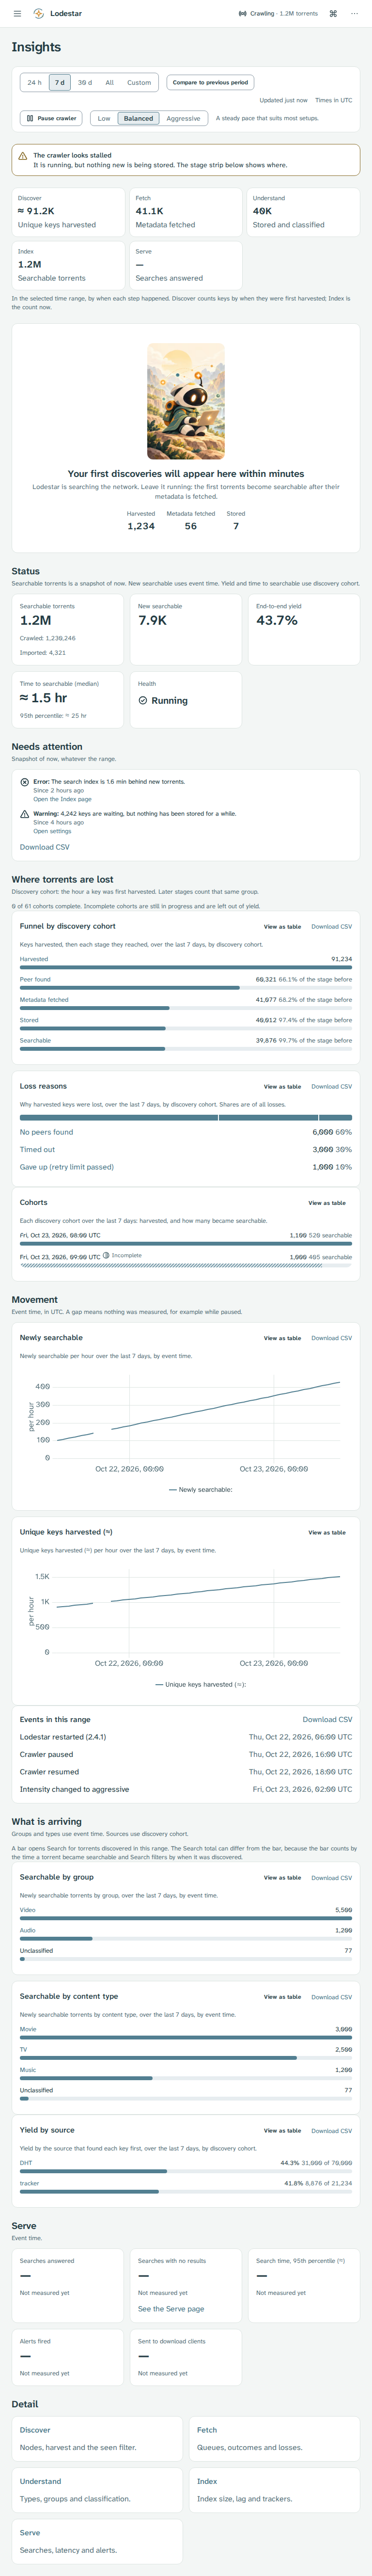 Lodestar
Crawling · 1.2M torrents
Insights
24 h
7 d
30 d
All
Custom
Compare to previous period
Updated just now
Times in UTC
Pause crawler
Low
Balanced
Aggressive
A steady pace that suits most setups.
The crawler looks stalled
It is running, but nothing new is being stored. The stage strip below shows where.
Discover
≈ 91.2K
Unique keys harvested
Fetch
41.1K
Metadata fetched
Understand
40K
Stored and classified
Index
1.2M
Searchable torrents
Serve
—
Searches answered
In the selected time range, by when each step happened. Discover counts keys by when they were first harvested; Index is
the count now.
Your first discoveries will appear here within minutes
Lodestar is searching the network. Leave it running: the first torrents become searchable after their
metadata is fetched.
Harvested
1,234
Metadata fetched
56
Stored
7
Status
Searchable torrents is a snapshot of now. New searchable uses event time. Yield and time to searchable use discovery cohort.
Searchable torrents
1.2M
Crawled: 1,230,246
Imported: 4,321
New searchable
7.9K
End-to-end yield
43.7%
Time to searchable (median)
≈ 1.5 hr
95th percentile: ≈ 25 hr
Health
Running
Needs attention
Snapshot of now, whatever the range.
Error: The search index is 1.6 min behind new torrents.
Since 2 hours ago
Open the Index page
Warning: 4,242 keys are waiting, but nothing has been stored for a while.
Since 4 hours ago
Open settings
Download CSV
Where torrents are lost
Discovery cohort: the hour a key was first harvested. Later stages count that same group.
0 of 61 cohorts complete. Incomplete cohorts are still in progress and are left out of yield.
Funnel by discovery cohort
View as table
Download CSV
Keys harvested, then each stage they reached, over the last 7 days, by discovery cohort.
Harvested
91,234
Peer found
60,321 66.1% of the stage before
Metadata fetched
41,077 68.2% of the stage before
Stored
40,012 97.4% of the stage before
Searchable
39,876 99.7% of the stage before
Loss reasons
View as table
Download CSV
Why harvested keys were lost, over the last 7 days, by discovery cohort. Shares are of all losses.
No peers found
6,000 60%
Timed out
3,000 30%
Gave up (retry limit passed)
1,000 10%
Cohorts
View as table
Each discovery cohort over the last 7 days: harvested, and how many became searchable.
Fri, Oct 23, 2026, 08:00 UTC
1,100 520 searchable
Fri, Oct 23, 2026, 09:00 UTC
Incomplete
1,000 405 searchable
Movement
Event time, in UTC. A gap means nothing was measured, for example while paused.
Newly searchable
View as table
Download CSV
Newly searchable per hour over the last 7 days, by event time.
400
300
200
100
0
per hour
Oct 22, 2026, 00:00
Oct 23, 2026, 00:00
Newly searchable:
Unique keys harvested (≈)
View as table
Unique keys harvested (≈) per hour over the last 7 days, by event time.
1.5K
1K
500
0
per hour
Oct 22, 2026, 00:00
Oct 23, 2026, 00:00
Unique keys harvested (≈):
Events in this range
Download CSV
Lodestar restarted (2.4.1)
Thu, Oct 22, 2026, 06:00 UTC
Crawler paused
Thu, Oct 22, 2026, 16:00 UTC
Crawler resumed
Thu, Oct 22, 2026, 18:00 UTC
Intensity changed to aggressive
Fri, Oct 23, 2026, 02:00 UTC
What is arriving
Groups and types use event time. Sources use discovery cohort.
A bar opens Search for torrents discovered in this range. The Search total can differ from the bar, because the bar counts by
the time a torrent became searchable and Search filters by when it was discovered.
Searchable by group
View as table
Download CSV
Newly searchable torrents by group, over the last 7 days, by event time.
Video
5,500
Audio
1,200
Unclassified
77
Searchable by content type
View as table
Download CSV
Newly searchable torrents by content type, over the last 7 days, by event time.
Movie
3,000
TV
2,500
Music
1,200
Unclassified
77
Yield by source
View as table
Download CSV
Yield by the source that found each key first, over the last 7 days, by discovery cohort.
DHT
44.3% 31,000 of 70,000
tracker
41.8% 8,876 of 21,234
Serve
Event time.
Searches answered
—
Not measured yet
Searches with no results
—
Not measured yet
See the Serve page
Search time, 95th percentile (≈)
—
Not measured yet
Alerts fired
—
Not measured yet
Sent to download clients
—
Not measured yet
Detail
Discover
Nodes, harvest and the seen filter.
Fetch
Queues, outcomes and losses.
Understand
Types, groups and classification.
Index
Index size, lag and trackers.
Serve
Searches, latency and alerts.